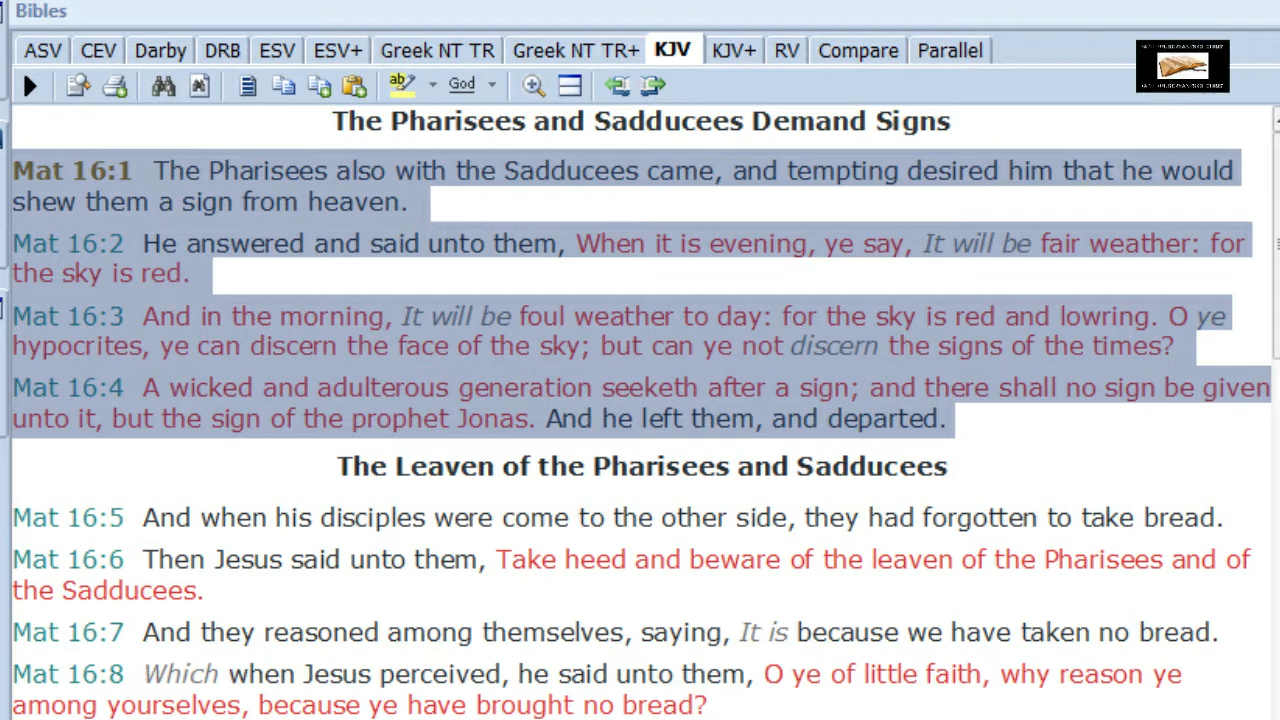 Bibles
ASV CEV Darby DRB ESV ESV+ Greek NT TR Greek NT TR+ KJV KJV+ RV Compare Parallel
ab God
The Pharisees and Sadducees Demand Signs
Mat 16:1 The Pharisees also with the Sadducees came, and tempting desired him that he would
shew them a sign from heaven.
Mat 16:2 He answered and said unto them, When it is evening, ye say, It will be fair weather: for
the sky is red.
Mat 16:3 And in the morning, It will be foul weather to day: for the sky is red and lowring. O ye
hypocrites, ye can discern the face of the sky; but can ye not discern the signs of the times?
Mat 16:4 A wicked and adulterous generation seeketh after a sign; and there shall no sign be given
unto it, but the sign of the prophet Jonas. And he left them, and departed.
The Leaven of the Pharisees and Sadducees
Mat 16:5 And when his disciples were come to the other side, they had forgotten to take bread.
Mat 16:6 Then Jesus said unto them, Take heed and beware of the leaven of the Pharisees and of
the Sadducees.
Mat 16:7 And they reasoned among themselves, saying, It is because we have taken no bread.
Mat 16:8 Which when Jesus perceived, he said unto them, O ye of little faith, why reason ye
among yourselves, because ye have brought no bread?